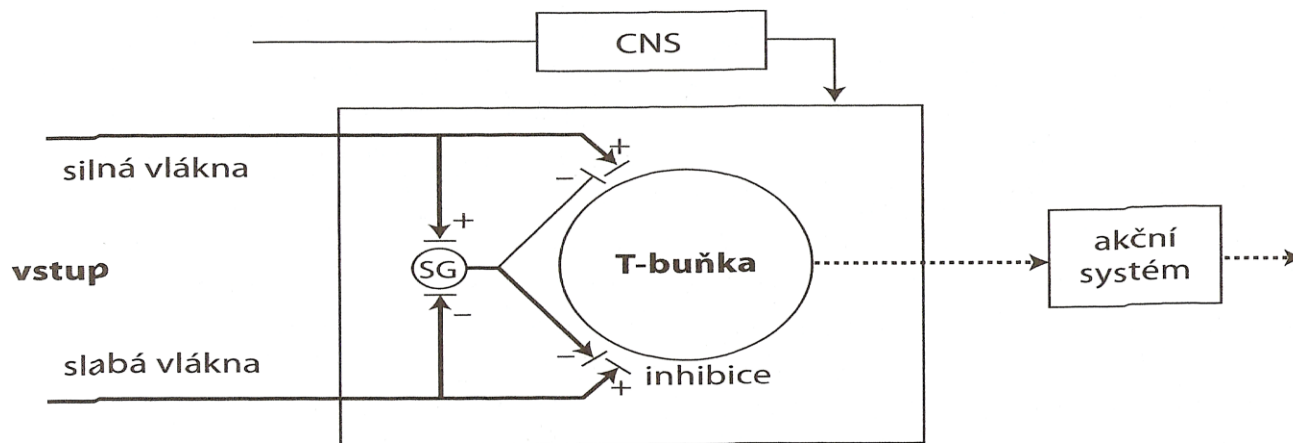 CNS
silná vlákna
+
−
+
vstup
SG
T-buňka
akční
systém
−
slabá vlákna
−
+
inhibice